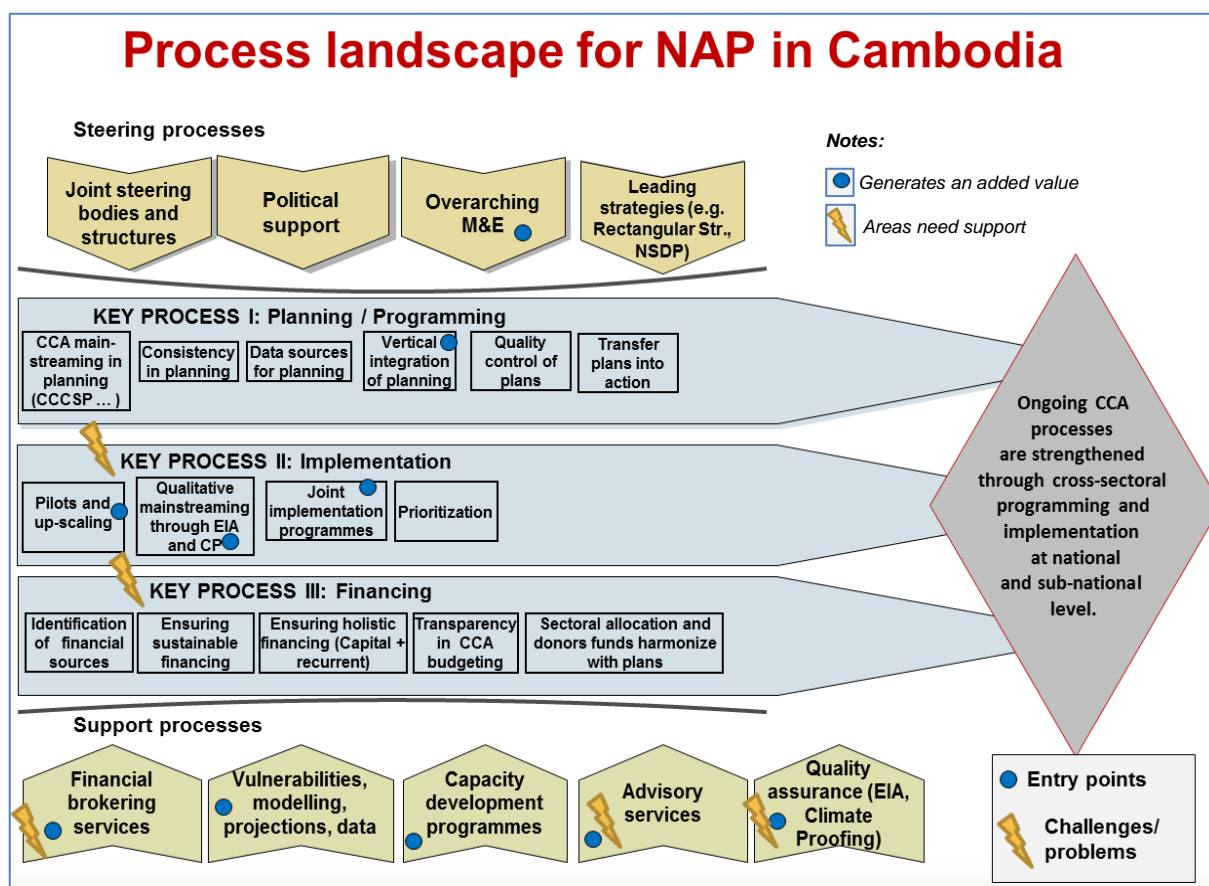 Process landscape for NAP in Cambodia
Steering processes
Joint steering
bodies and
structures
Political
support
Overarching
M&E
Leading
strategies (e.g.
Rectangular Str.,
NSDP)
Notes:
Generates an added value
Areas need support
KEY PROCESS I: Planning / Programming
CCA main-
streaming in
planning
(CCCSP ... )
Consistency
in planning
Data sources
for planning
Vertical
integration
of planning
Quality
control of
plans
Transfer
plans into
action
KEY PROCESS II: Implementation
Pilots and
up-scaling
Qualitative
mainstreaming
through EIA
and CP
Joint
implementation
programmes
Prioritization
KEY PROCESS III: Financing
Identification
of financial
sources
Ensuring
sustainable
financing
Ensuring holistic
financing (Capital +
recurrent)
Transparency
in CCA
budgeting
Sectoral allocation and
donors funds harmonize
with plans
Ongoing CCA
processes
are strengthened
through cross-sectoral
programming and
implementation
at national
and sub-national
level.
Support processes
Financial
brokering
services
Vulnerabilities,
modelling,
projections, data
Capacity
development
programmes
Advisory
services
Quality
assurance (EIA,
Climate
Proofing)
Entry points
Challenges/
problems